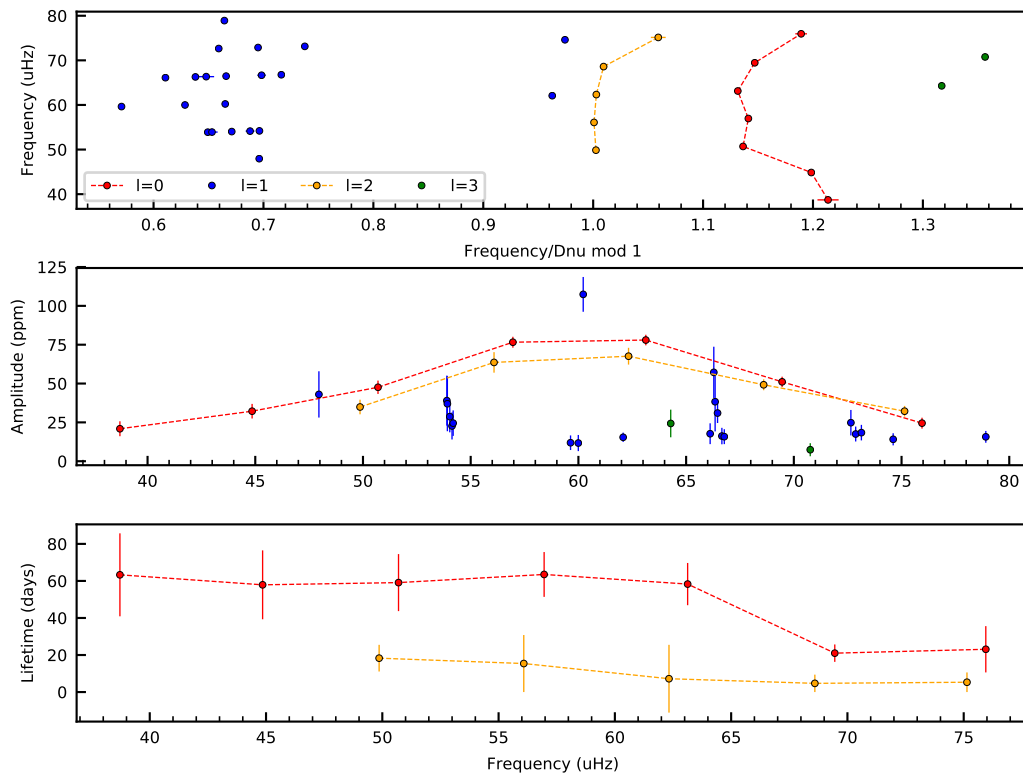 Frequency (uHz)
80
70
60
50
40
l=0 l=1 l=2 l=3
0.6 0.7 0.8 0.9 1.0 1.1 1.2 1.3
Frequency/Dnu mod 1
Amplitude (ppm)
125
100
75
50
25
0
40 45 50 55 60 65 70 75 80
Lifetime (days)
80
60
40
20
0
40 45 50 55 60 65 70 75
Frequency (uHz)